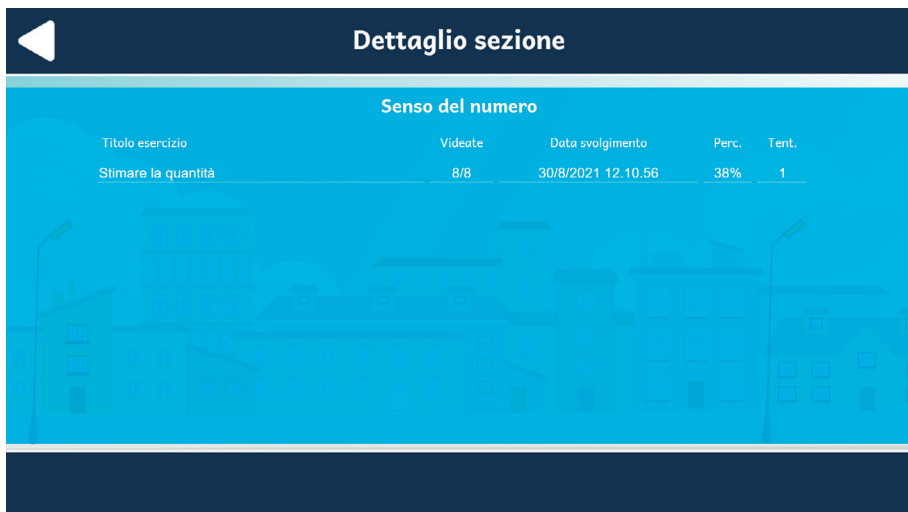 Dettaglio sezione
Senso del numero
Titolo esercizio Videate Data svolgimento Perc. Tent.
Stimare la quantità 8/8 30/8/2021 12.10.56 38% 1